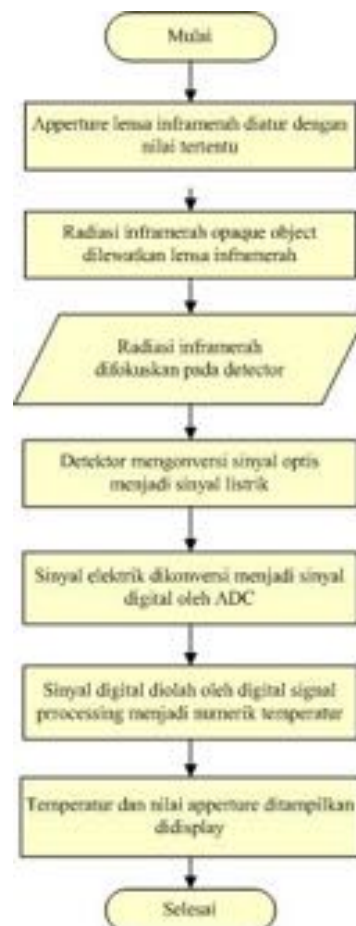 Mulai
Apperture lensa inframerah diatur dengan
nilai tertentu
Radiasi inframerah opaque object
dilewatkan lensa inframerah
Radiasi inframerah
difokuskan pada detector
Detektor mengonversi sinyal optis
menjadi sinyal listrik
Sinyal elektrik dikonversi menjadi sinyal
digital oleh ADC
Sinyal digital diolah oleh digital signal
prrocessing menjadi numerik temperatur
Temperatur dan nilai apperture ditampilkan
didisplay
Selesai